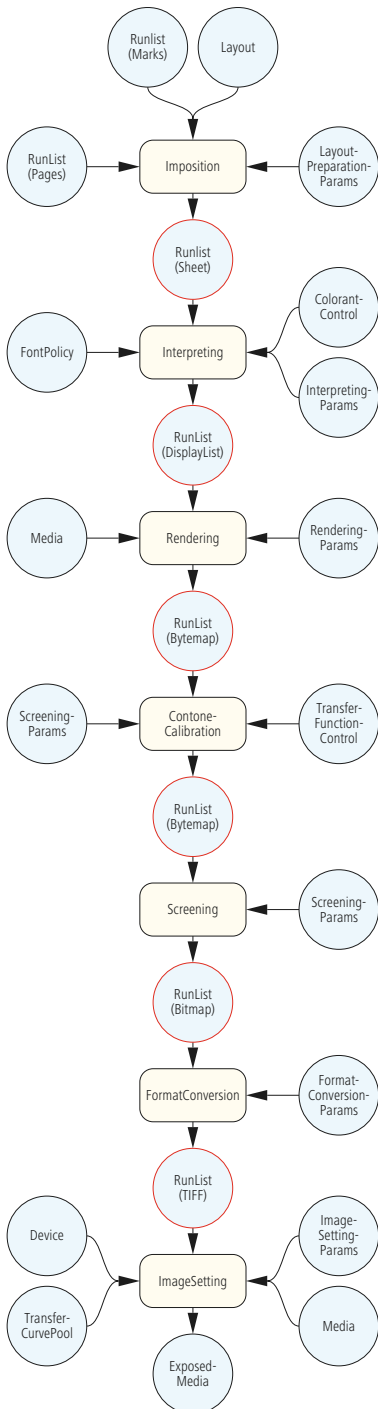 Runlist
(Marks)
Layout
RunList
(Pages)
Imposition
Layout-
Preparation-
Params
Runlist
(Sheet)
Colorant-
Control
FontPolicy
Interpreting
Interpreting-
Params
RunList
(DisplayList)
Media
Rendering
Rendering-
Params
RunList
(Bytemap)
Screening-
Params
Contone-
Calibration
Transfer-
Function-
Control
RunList
(Bytemap)
Screening
Screening-
Params
RunList
(Bitmap)
FormatConversion
Format-
Conversion-
Params
RunList
(TIFF)
Device
Image-
Setting-
Params
ImageSetting
Transfer-
CurvePool
Media
Exposed-
Media